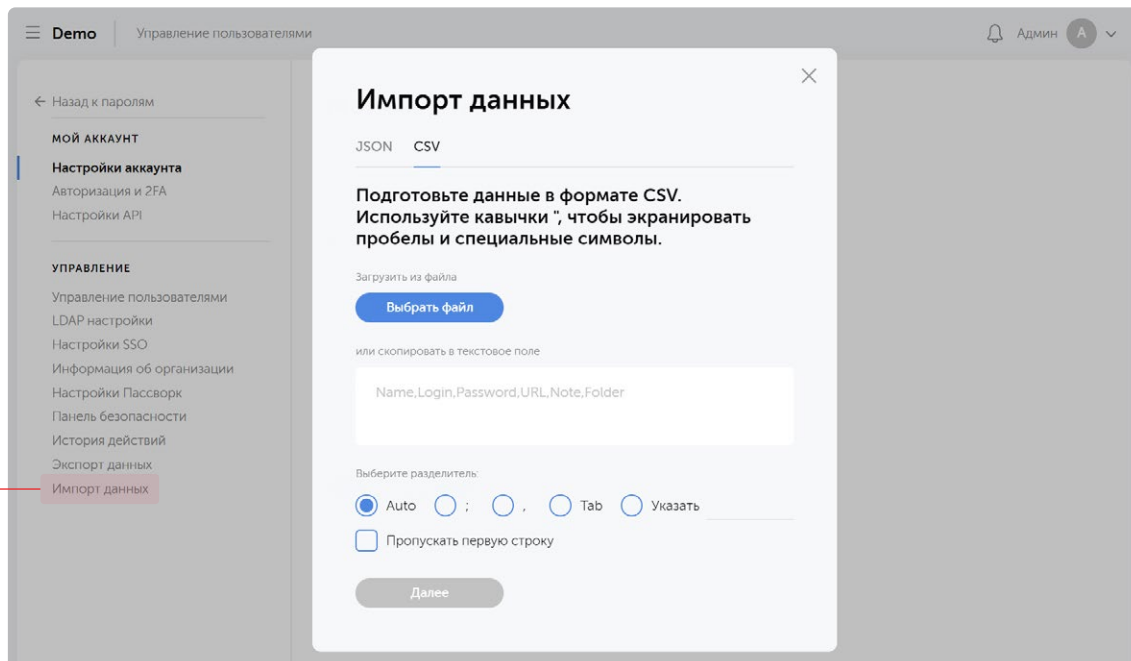 Demo
Управление пользователями
Админ
А
Назад к паролям
МОЙ АККАУНТ
Настройки аккаунта
Авторизация и 2FA
Настройки API
УПРАВЛЕНИЕ
Управление пользователями
LDAP настройки
Настройки SSO
Информация об организации
Настройки Пассворк
Панель безопасности
История действий
Экспорт данных
Импорт данных
Импорт данных
JSON CSV
Подготовьте данные в формате CSV.
Используйте кавычки ", чтобы экранировать
пробелы и специальные символы.
Загрузить из файла
Выбрать файл
или скопировать в текстовое поле
Name,Login,Password,URL,Note,Folder
Выберите разделитель:
Auto ; , Tab Указать
Пропускать первую строку
Далее